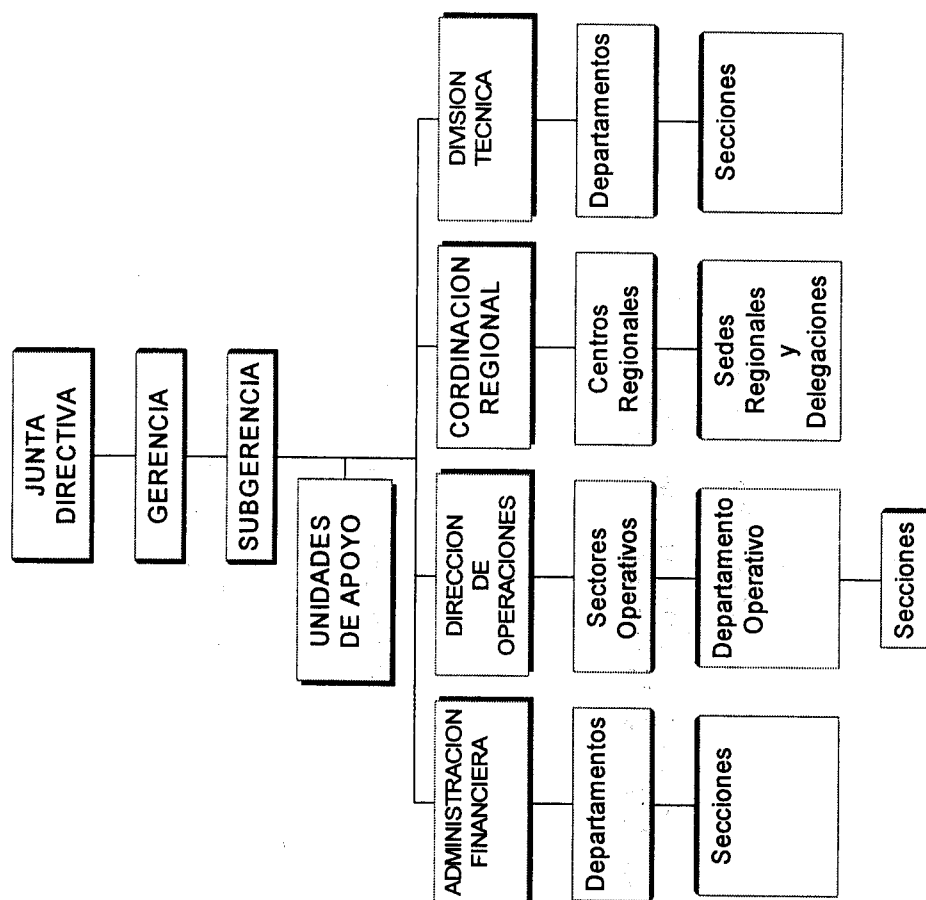 JUNTA
DIRECTIVA
GERENCIA
SUBGERENCIA
UNIDADES
DE APOYO
ADMINISTRACION
FINANCIERA
Departamentos
Secciones
DIRECCION
DE
OPERACIONES
Sectores
Operativos
Departamento
Operativo
Secciones
CORDINACION
REGIONAL
Centros
Regionales
Sedes
Regionales
y
Delegaciones
DIVISION
TECNICA
Departamentos
Secciones